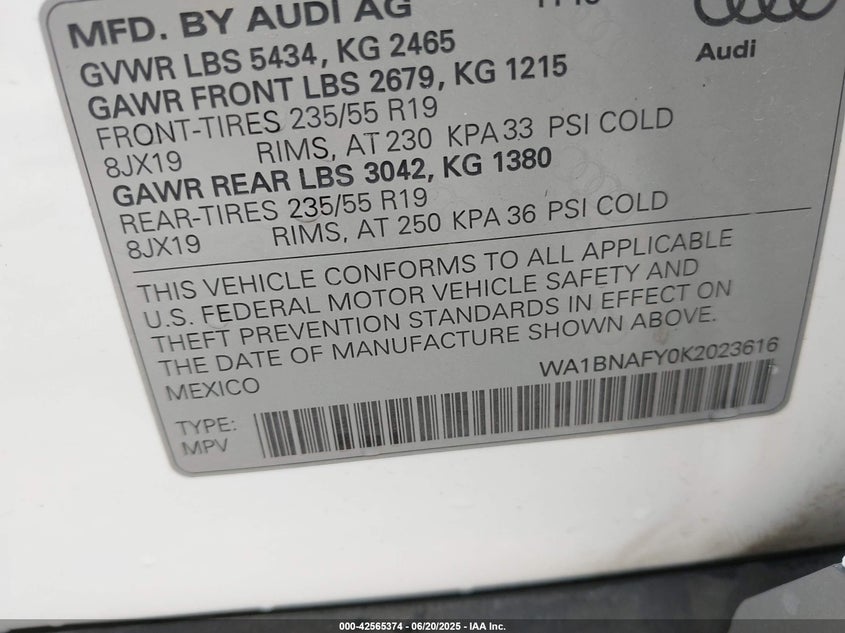 MFD. BY AUDI AG
GVWR LBS 5434, KG 2465
Audi
GAWR FRONT LBS 2679, KG 1215
FRONT-TIRES 235/55 R19
8JX19 RIMS, AT 230 KPA 33 PSI COLD
GAWR REAR LBS 3042, KG 1380
REAR-TIRES 235/55 R19
8JX19 RIMS, AT 250 KPA 36 PSI COLD
THIS VEHICLE CONFORMS TO ALL APPLICABLE
U.S. FEDERAL MOTOR VEHICLE SAFETY AND
THEFT PREVENTION STANDARDS IN EFFECT ON
THE DATE OF MANUFACTURE SHOWN ABOVE.
MEXICO WA1BNAFY0K2023616
TYPE:
MPV
000-42565374 | 06/20/2025 - IAA Inc.